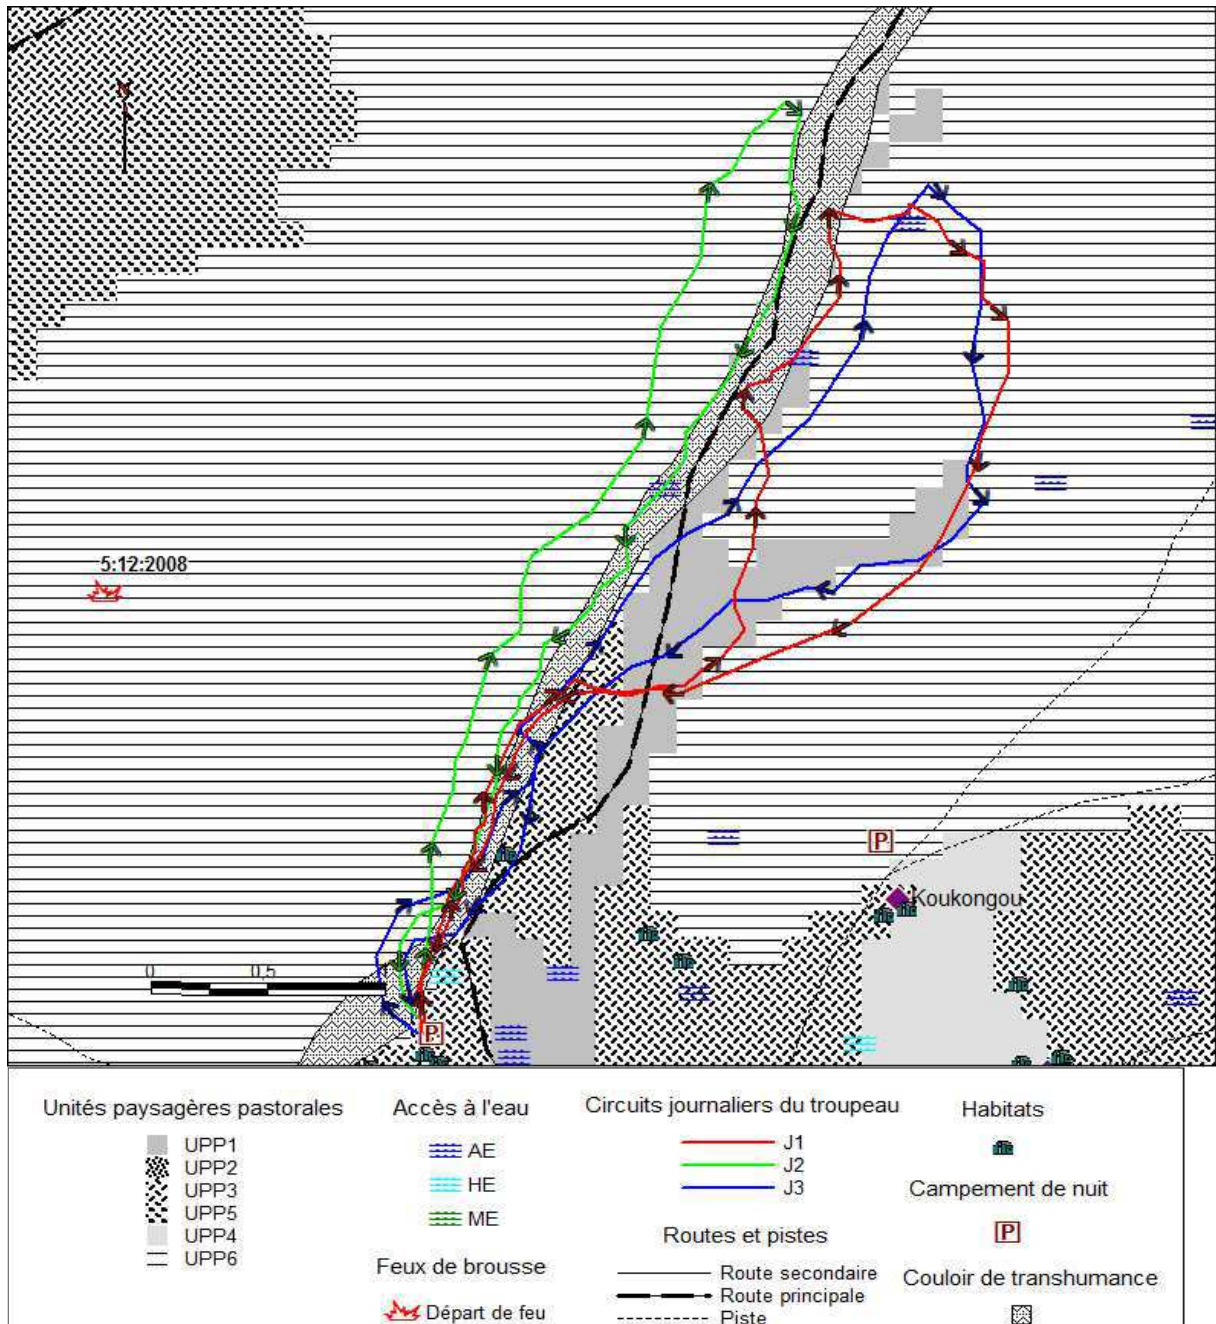 N
5:12:2008
P
Koukongou
0 0,5
P
Unités paysagères pastorales
UPP1
UPP2
UPP3
UPP5
UPP4
UPP6
Accès à l'eau
AE
HE
ME
Feux de brousse
Départ de feu
Circuits journaliers du troupeau
J1
J2
J3
Routes et pistes
Route secondaire
Route principale
Piste
Habitats
Campement de nuit
P
Couloir de transhumance